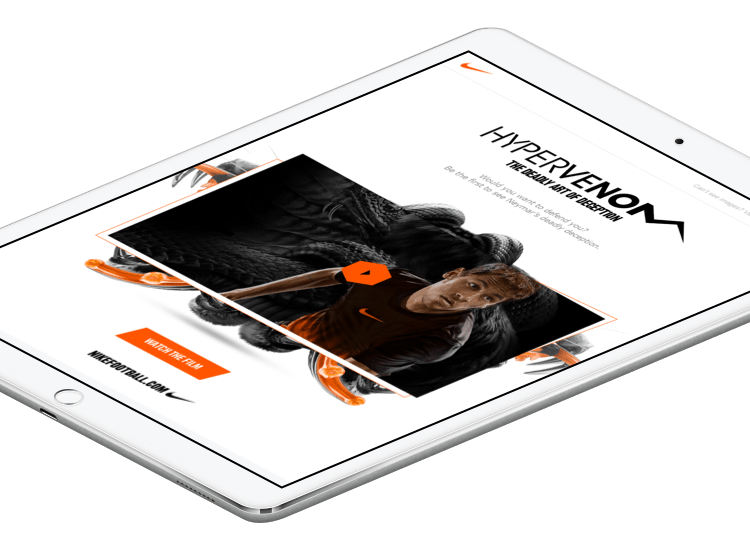 Can't see images?
HYPERVENOM
THE DEADLY ART OF DECEPTION
Would you want to defend you?
Be the first to see Neymar's deadly deception.
WATCH THE FILM
NIKEFOOTBALL.COM